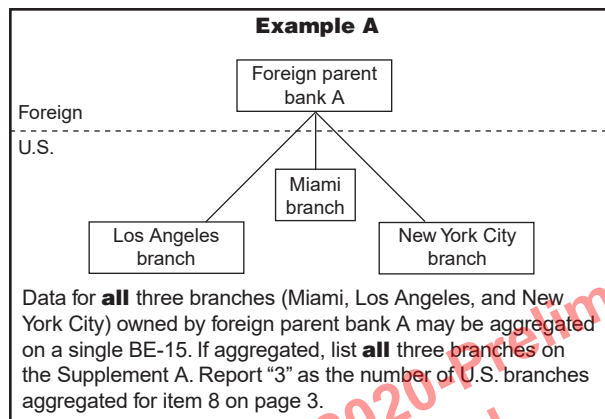 Example A
Foreign parent
bank A
Foreign
U.S.
Miami
branch
Los Angeles
branch
New York City
branch
Data for all three branches (Miami, Los Angeles, and New
York City) owned by foreign parent bank A may be aggregated
on a single BE-15. If aggregated, list all three branches on
the Supplement A. Report “3” as the number of U.S. branches
aggregated for item 8 on page 3.
2020-Prelim